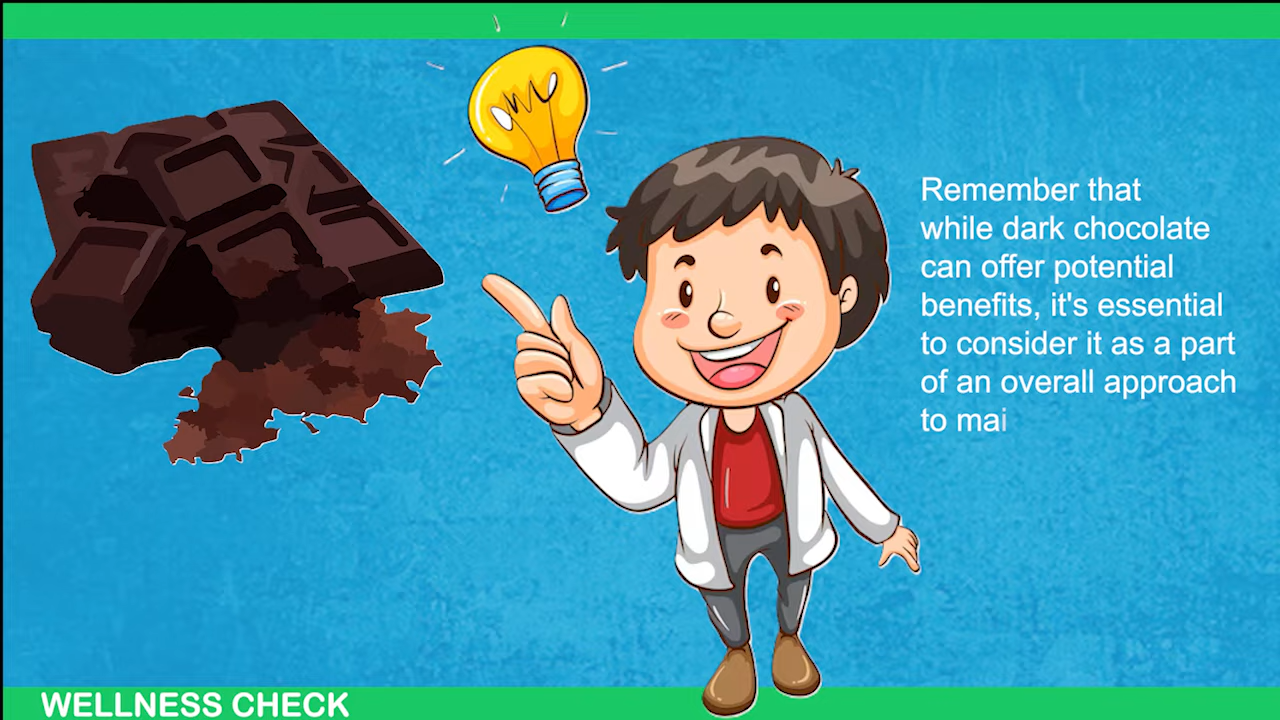 Remember that
while dark chocolate
can offer potential
benefits, it's essential
to consider it as a part
of an overall approach
to mai
WELLNESS CHECK